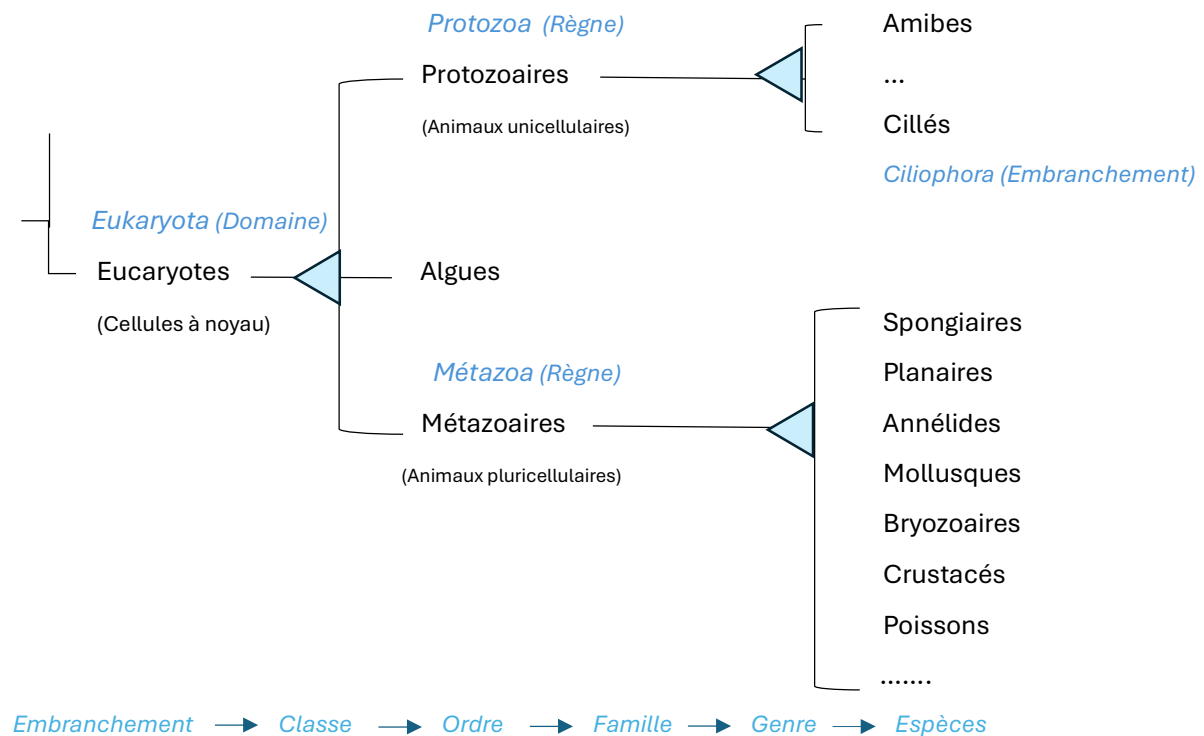 Protozoa (Règne)
Protozoaires
(Animaux unicellulaires)
Amibes
...
Cillés
Ciliophora (Embranchement)
Eukaryota (Domaine)
Eucaryotes
(Cellules à noyau)
Algues
Métazoa (Règne)
Métazoaires
(Animaux pluricellulaires)
Spongiaires
Planaires
Annélides
Mollusques
Bryozoaires
Crustacés
Poissons
.......
Embranchement Classe Ordre Famille Genre Espèces